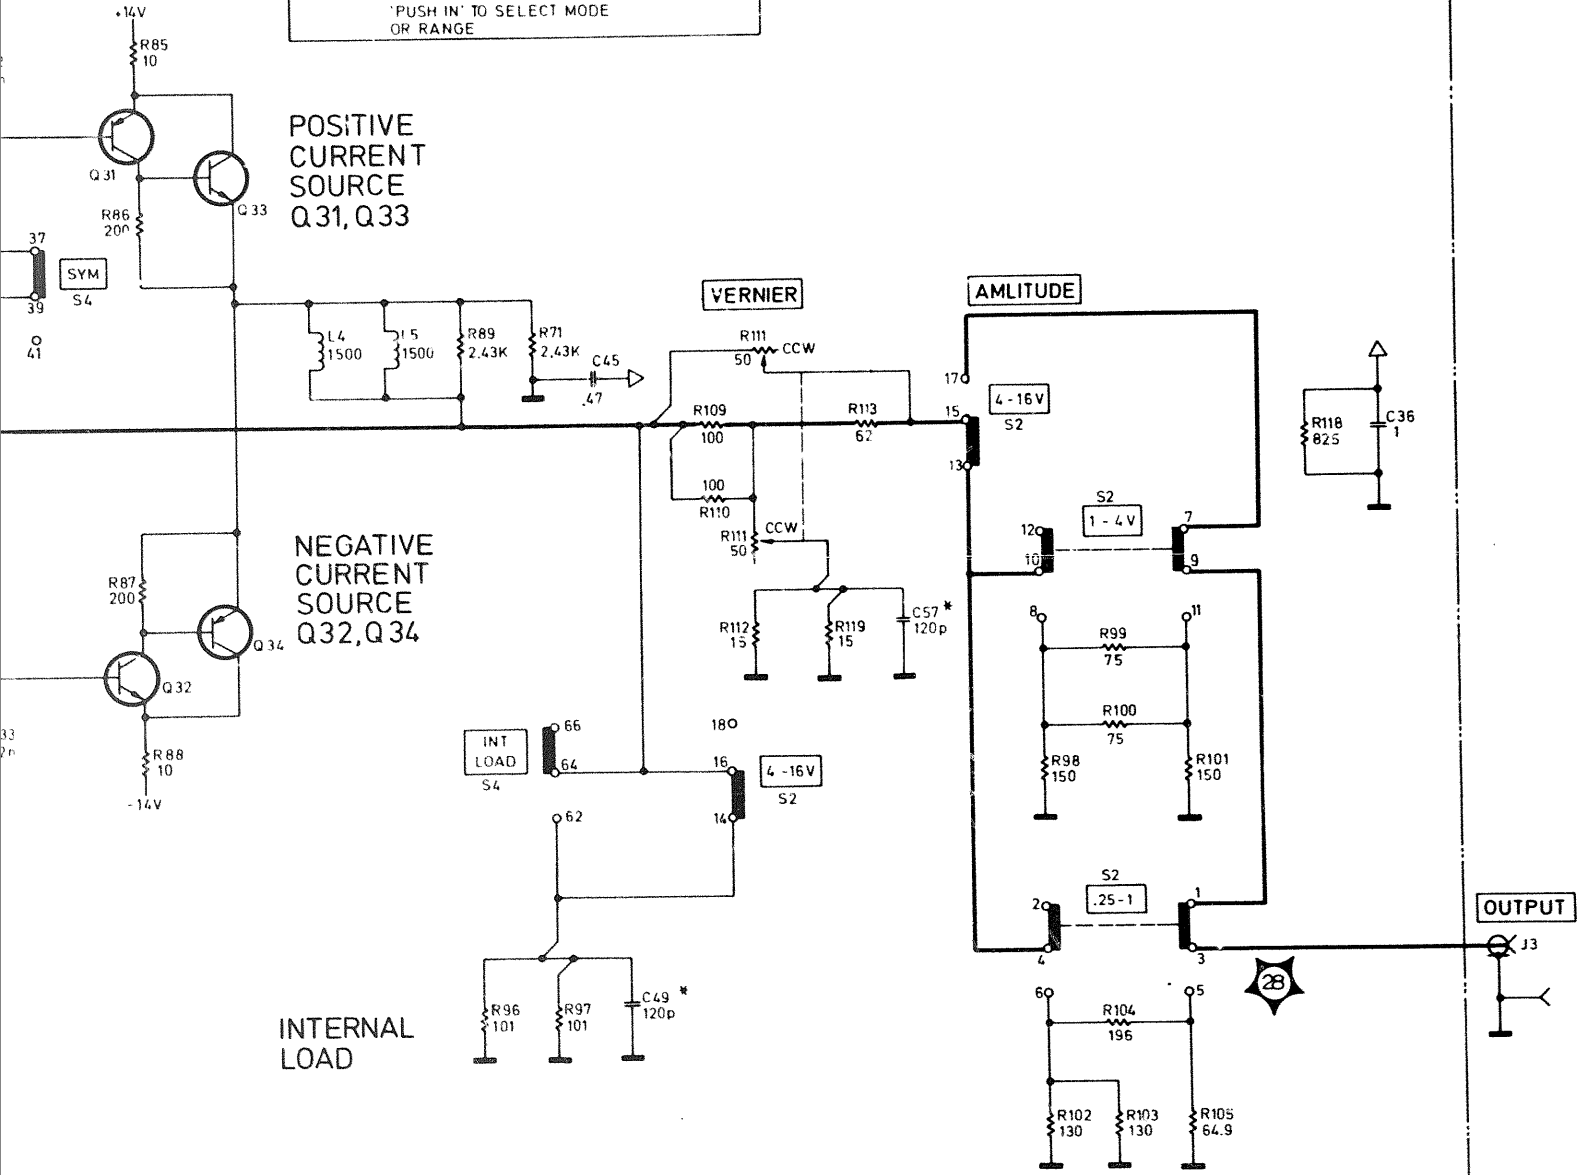 'PUSH IN' TO SELECT MODE
OR RANGE
+14V
R85
10
Q31
Q33
R86
POSITIVE
CURRENT
SOURCE
Q31,Q33
37
SYM
S4
39
41
L4
1500
L5
1500
R89
2,43K
R71
2,43K
C45
.47
VERNIER
R111
50
CCW
R109
100
R113
62
100
R110
R111
50
CCW
R112
15
R119
15
C57 *
120p
AMLITUDE
17
15
4-16V
S2
13
S2
1-4V
12
10
7
9
8
11
R99
75
R100
75
R98
150
R101
150
R118
825
C36
1
NEGATIVE
CURRENT
SOURCE
Q32,Q34
R87
200
Q34
Q32
33
R88
10
-14V
INT
LOAD
S4
66
64
62
18
16
4-16V
S2
14
S2
.25-1
2
4
1
3
6
5
R104
196
R102
130
R103
130
R105
64.9
28
OUTPUT
J3
INTERNAL
LOAD
R96
101
R97
101
C49 *
120p